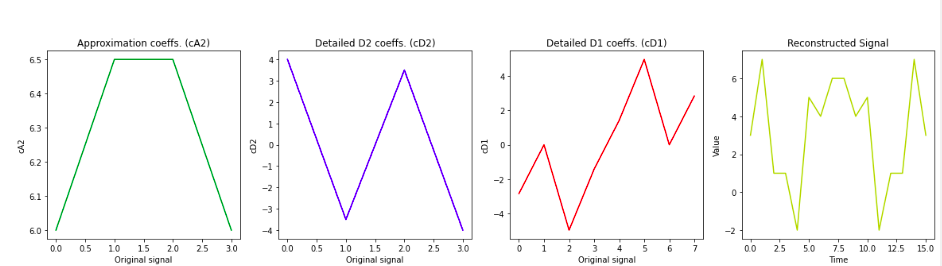 Approximation coeffs. (cA2)
6.5
6.4
6.3
6.2
6.1
6.0
cA2
0.0 0.5 1.0 1.5 2.0 2.5 3.0
Original signal
Detailed D2 coeffs. (cD2)
4
3
2
1
0
−1
−2
−3
−4
cD2
0.0 0.5 1.0 1.5 2.0 2.5 3.0
Original signal
Detailed D1 coeffs. (cD1)
4
2
0
−2
−4
cD1
0 1 2 3 4 5 6 7
Original signal
Reconstructed Signal
6
4
2
0
−2
Value
0.0 2.5 5.0 7.5 10.0 12.5 15.0
Time